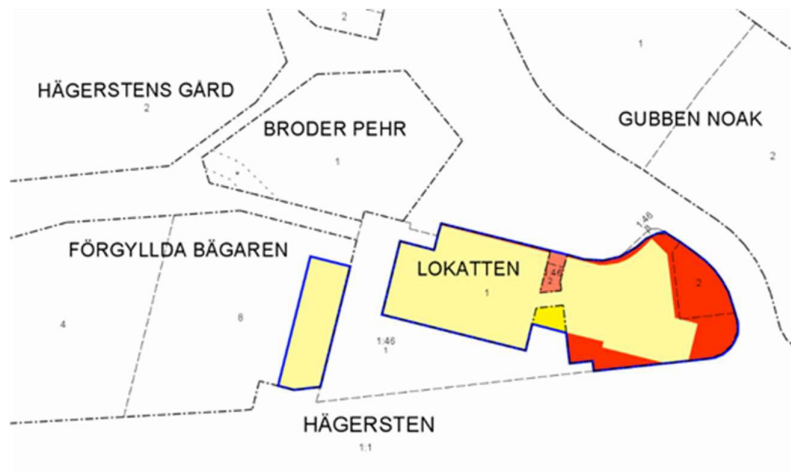 2
1
HÄGERSTENS GÅRD
2
BRODER PEHR
1
GUBBEN NOAK
2
1:46
FÖRGYLLDA BÄGAREN
LOKATTEN
1
2
2
4
1:46
1
HÄGERSTEN
1:1